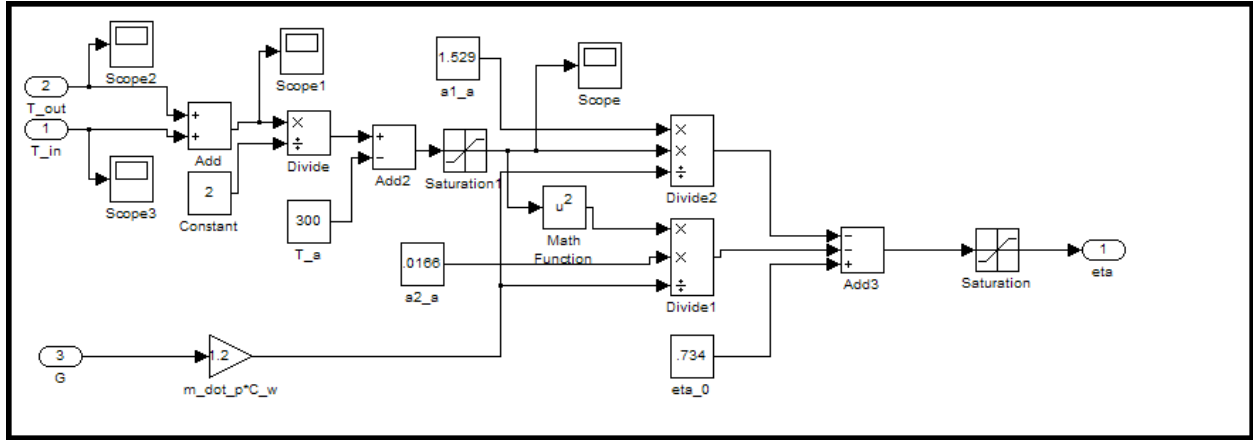 2
T_out
Scope2
1
T_in
Scope3
+
+
Add
2
Constant
Scope1
×
÷
Divide
300
T_a
+
−
Add2
Saturation1
1.529
a1_a
Scope
u²
Math
Function
.0166
a2_a
×
×
÷
Divide2
×
×
÷
Divide1
3
G
1.2
m_dot_p*C_w
.734
eta_0
−
−
+
Add3
Saturation
1
eta